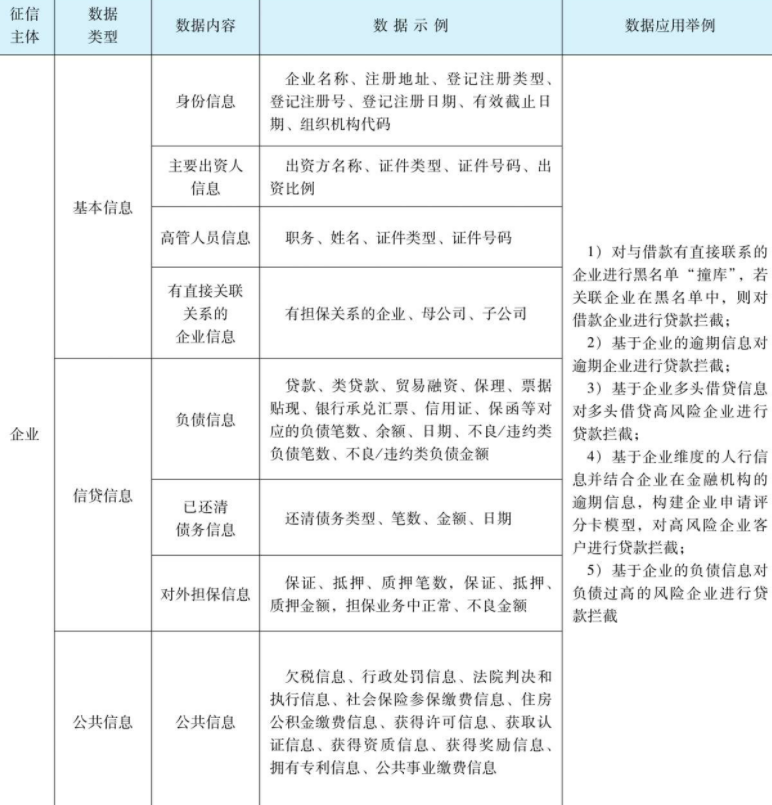 征信主体
数据类型
数据内容
数据示例
数据应用举例
企业
基本信息
身份信息
企业名称、注册地址、登记注册类型、
登记注册号、登记注册日期、有效截止日
期、组织机构代码
主要出资人
信息
出资方名称、证件类型、证件号码、出
资比例
高管人员信息
职务、姓名、证件类型、证件号码
有直接关联
关系的
企业信息
有担保关系的企业、母公司、子公司
信贷信息
负债信息
贷款、类贷款、贸易融资、保理、票据
贴现、银行承兑汇票、信用证、保函等对
应的负债笔数、余额、日期、不良/违约类
负债笔数、不良/违约类负债金额
已还清
债务信息
还清债务类型、笔数、金额、日期
对外担保信息
保证、抵押、质押笔数，保证、抵押、
质押金额，担保业务中正常、不良金额
公共信息
公共信息
欠税信息、行政处罚信息、法院判决和
执行信息、社会保险参保缴费信息、住房
公积金缴费信息、获得许可信息、获取认
证信息、获得资质信息、获得奖励信息、
拥有专利信息、公共事业缴费信息
1）对与借款有直接联系的
企业进行黑名单“撞库”，若
关联企业在黑名单中，则对
借款企业进行贷款拦截；
2）基于企业的逾期信息对
逾期企业进行贷款拦截；
3）基于企业多头借贷信息
对多头借贷高风险企业进行
贷款拦截；
4）基于企业维度的人行信
息并结合企业在金融机构的
逾期信息，构建企业申请评
分卡模型，对高风险企业客
户进行贷款拦截；
5）基于企业的负债信息对
负债过高的风险企业进行贷
款拦截